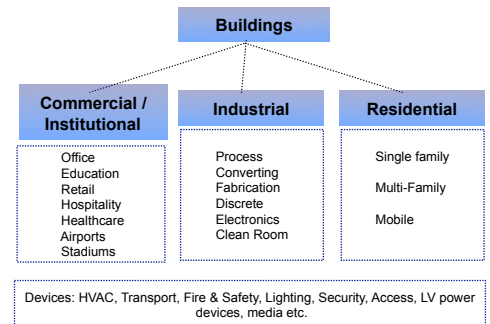 Buildings
Commercial /
Institutional
Industrial
Residential
Office
Education
Retail
Hospitality
Healthcare
Airports
Stadiums
Process
Converting
Fabrication
Discrete
Electronics
Clean Room
Single family
Multi-Family
Mobile
Devices: HVAC, Transport, Fire & Safety, Lighting, Security, Access, LV power
devices, media etc.